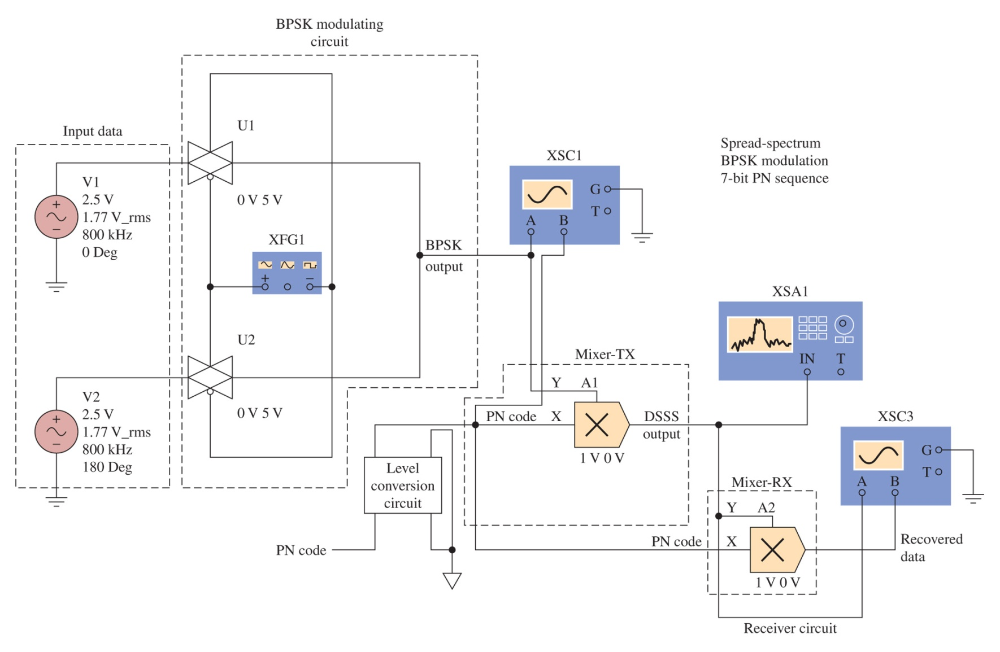 BPSK modulating
circuit
Input data
U1
V1
2.5 V
1.77 V_rms
800 kHz
0 Deg
0 V 5 V
XFG1
+
−
BPSK
output
U2
V2
2.5 V
1.77 V_rms
800 kHz
180 Deg
0 V 5 V
XSC1
G
T
A
B
Spread-spectrum
BPSK modulation
7-bit PN sequence
XSA1
IN
T
Mixer-TX
Y
A1
PN code
X
DSSS
output
1 V 0 V
Level
conversion
circuit
PN code
XSC3
G
T
A
B
Mixer-RX
Y
A2
PN code
X
1 V 0 V
Recovered
data
Receiver circuit